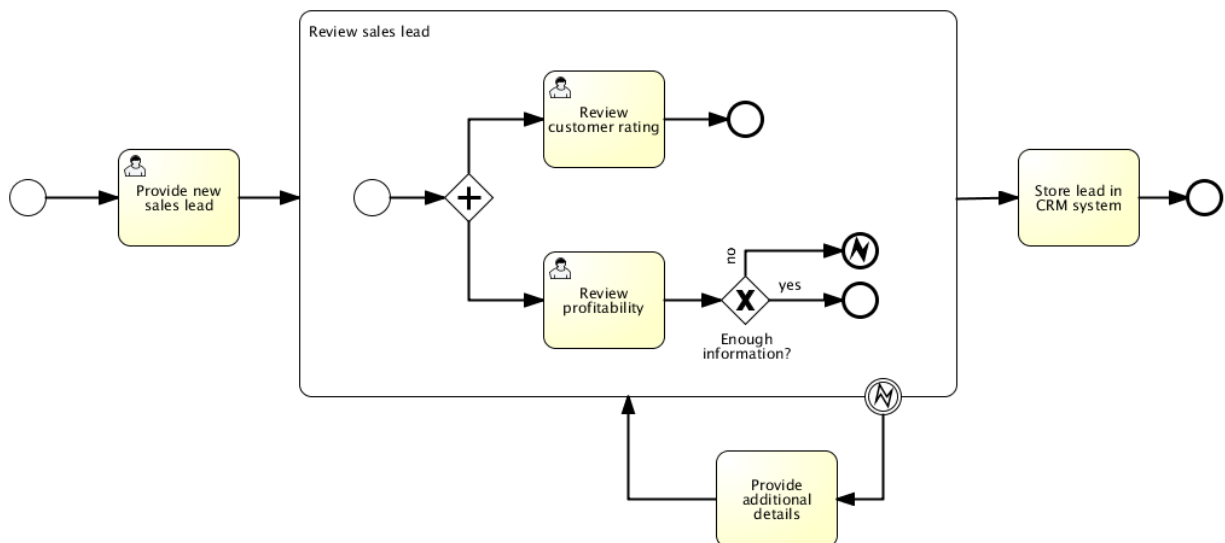 Review sales lead
Review
customer rating
Provide new
sales lead
Store lead in
CRM system
no
yes
Review
profitability
Enough
information?
Provide
additional
details